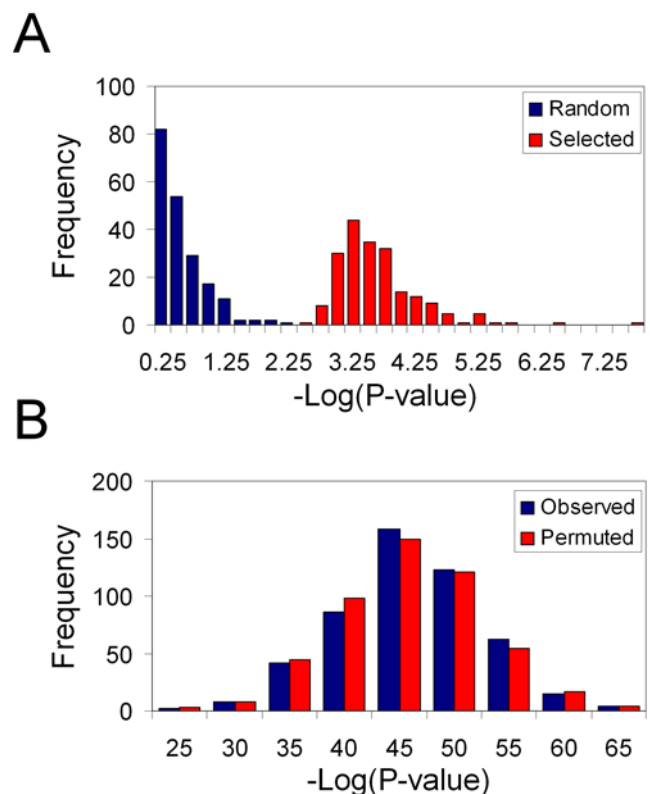 A
Frequency
100
80
60
40
20
0
Random
Selected
0.25 1.25 2.25 3.25 4.25 5.25 6.25 7.25
-Log(P-value)
B
Frequency
200
150
100
50
0
Observed
Permuted
25 30 35 40 45 50 55 60 65
-Log(P-value)